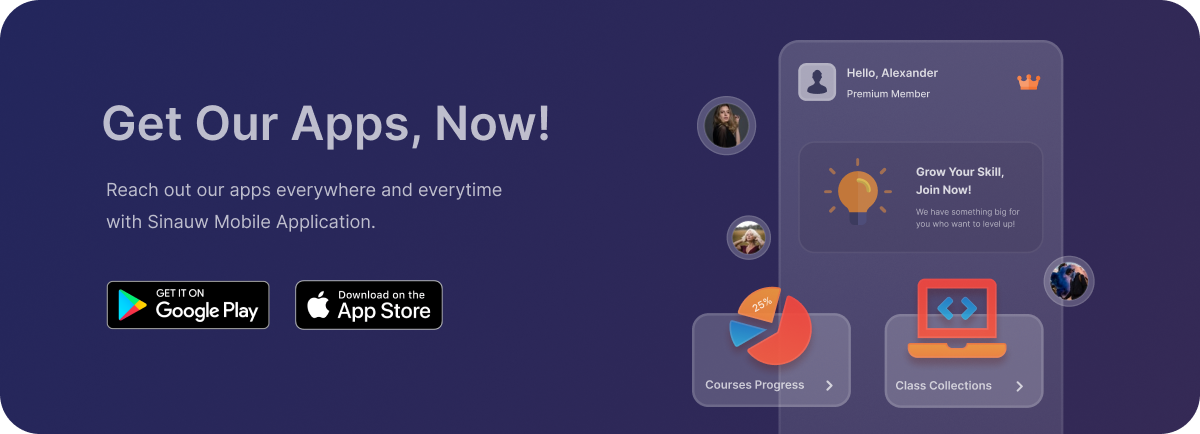 Get Our Apps, Now!
Reach out our apps everywhere and everytime
with Sinauw Mobile Application.
GET IT ON
Google Play
Download on the
App Store
Hello, Alexander
Premium Member
Grow Your Skill,
Join Now!
We have something big for
you who want to level up!
25%
Courses Progress
Class Collections